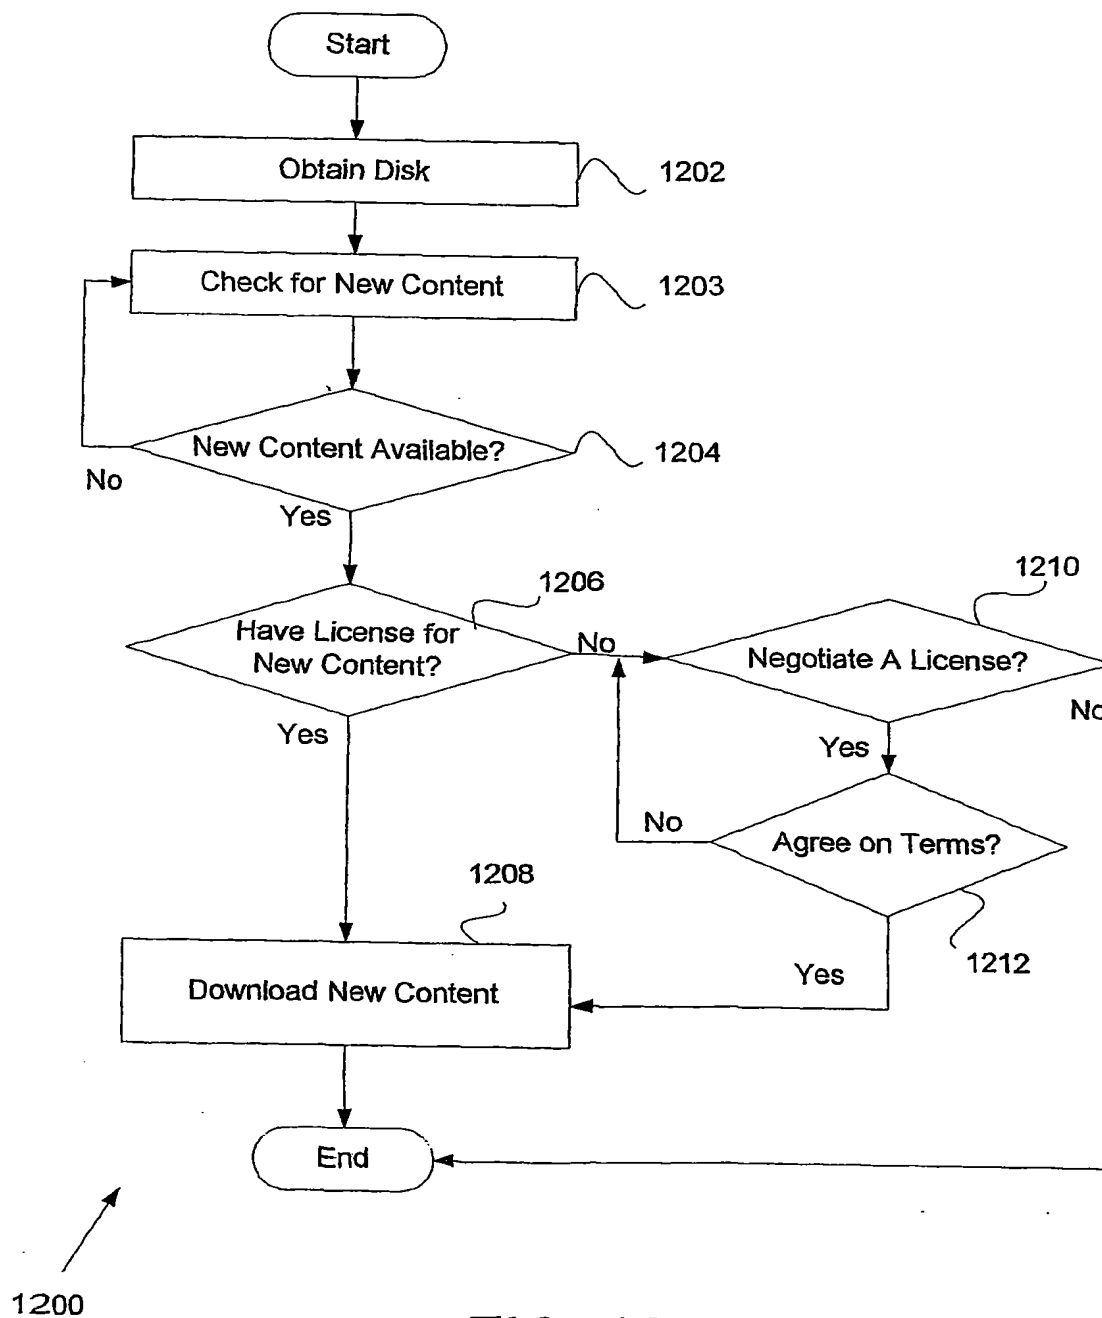 Start
Obtain Disk
1202
Check for New Content
1203
New Content Available?
1204
No
Yes
1206
1210
Have License for
New Content?
No
Negotiate A License?
No
Yes
Yes
No
Agree on Terms?
1208
1212
Yes
Download New Content
End
1200